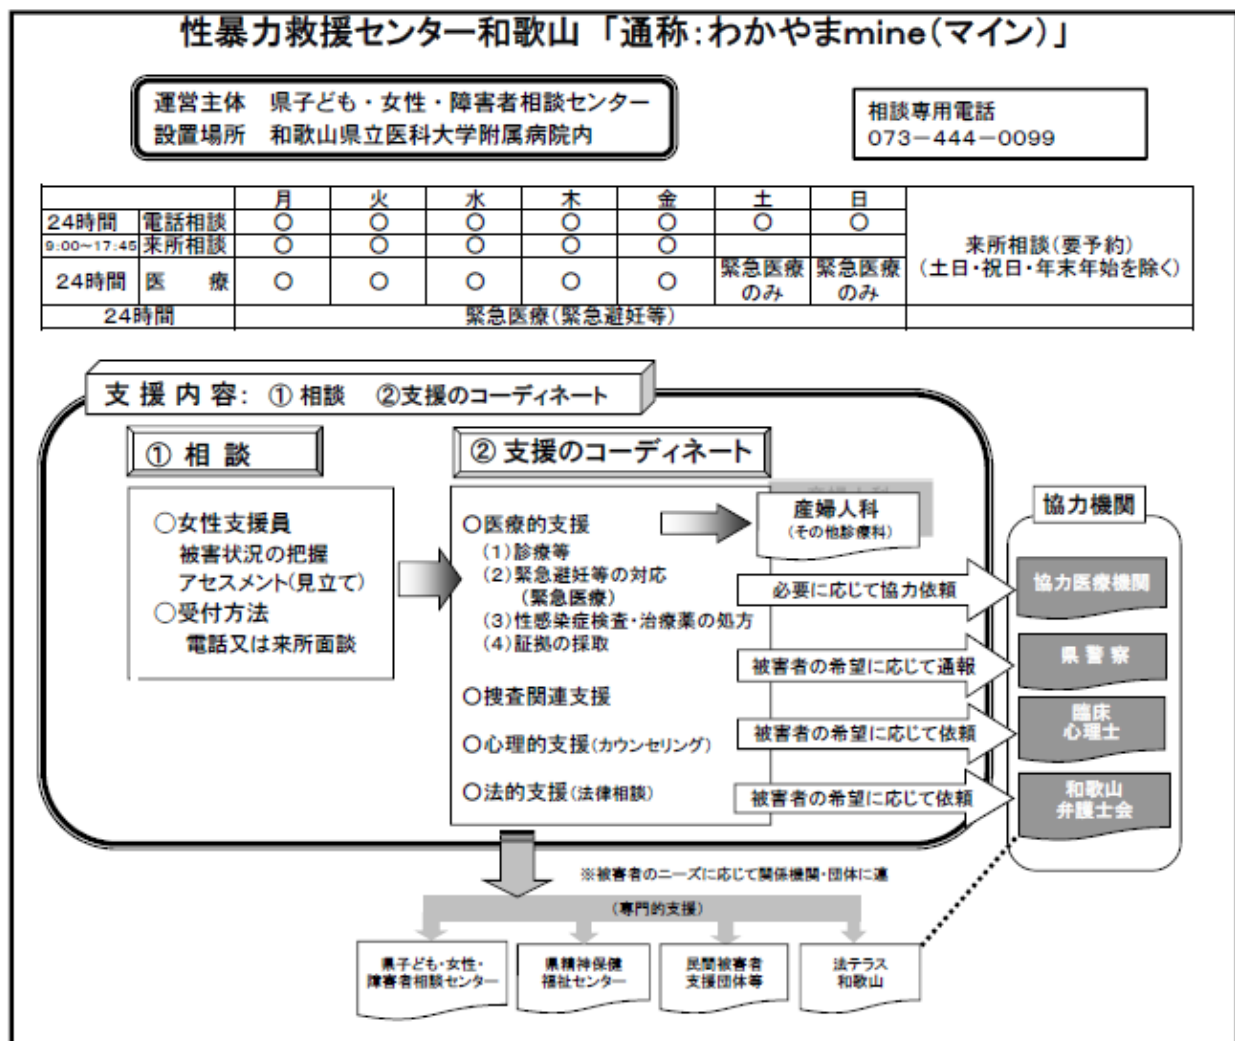 性暴力救援センター和歌山 「通称：わかやまmine（マイン）」
運営主体　県子ども・女性・障害者相談センター
設置場所　和歌山県立医科大学附属病院内
相談専用電話
073－444－0099
月 火 水 木 金 土 日
24時間 電話相談 ○ ○ ○ ○ ○ ○ ○
9:00～17:45 来所相談 ○ ○ ○ ○ ○
来所相談（要予約）
（土日・祝日・年末年始を除く）
24時間 医　療 ○ ○ ○ ○ ○ 緊急医療のみ 緊急医療のみ
24時間 緊急医療（緊急避妊等）
支援内容： ① 相談 ②支援のコーディネート
① 相談
○女性支援員
被害状況の把握
アセスメント（見立て）
○受付方法
電話又は来所面談
② 支援のコーディネート
○医療的支援
（1）診療等
（2）緊急避妊等の対応
（緊急医療）
（3）性感染症検査・治療薬の処方
（4）証拠の採取
○捜査関連支援
○心理的支援（カウンセリング）
○法的支援（法律相談）
産婦人科
産婦人科
（その他診療科）
必要に応じて協力依頼
被害者の希望に応じて通報
被害者の希望に応じて依頼
被害者の希望に応じて依頼
協力機関
協力医療機関
県警察
臨床
心理士
和歌山
弁護士会
※被害者のニーズに応じて関係機関・団体に連
（専門的支援）
県子ども・女性・
障害者相談センター
県精神保健
福祉センター
民間被害者
支援団体等
法テラス
和歌山